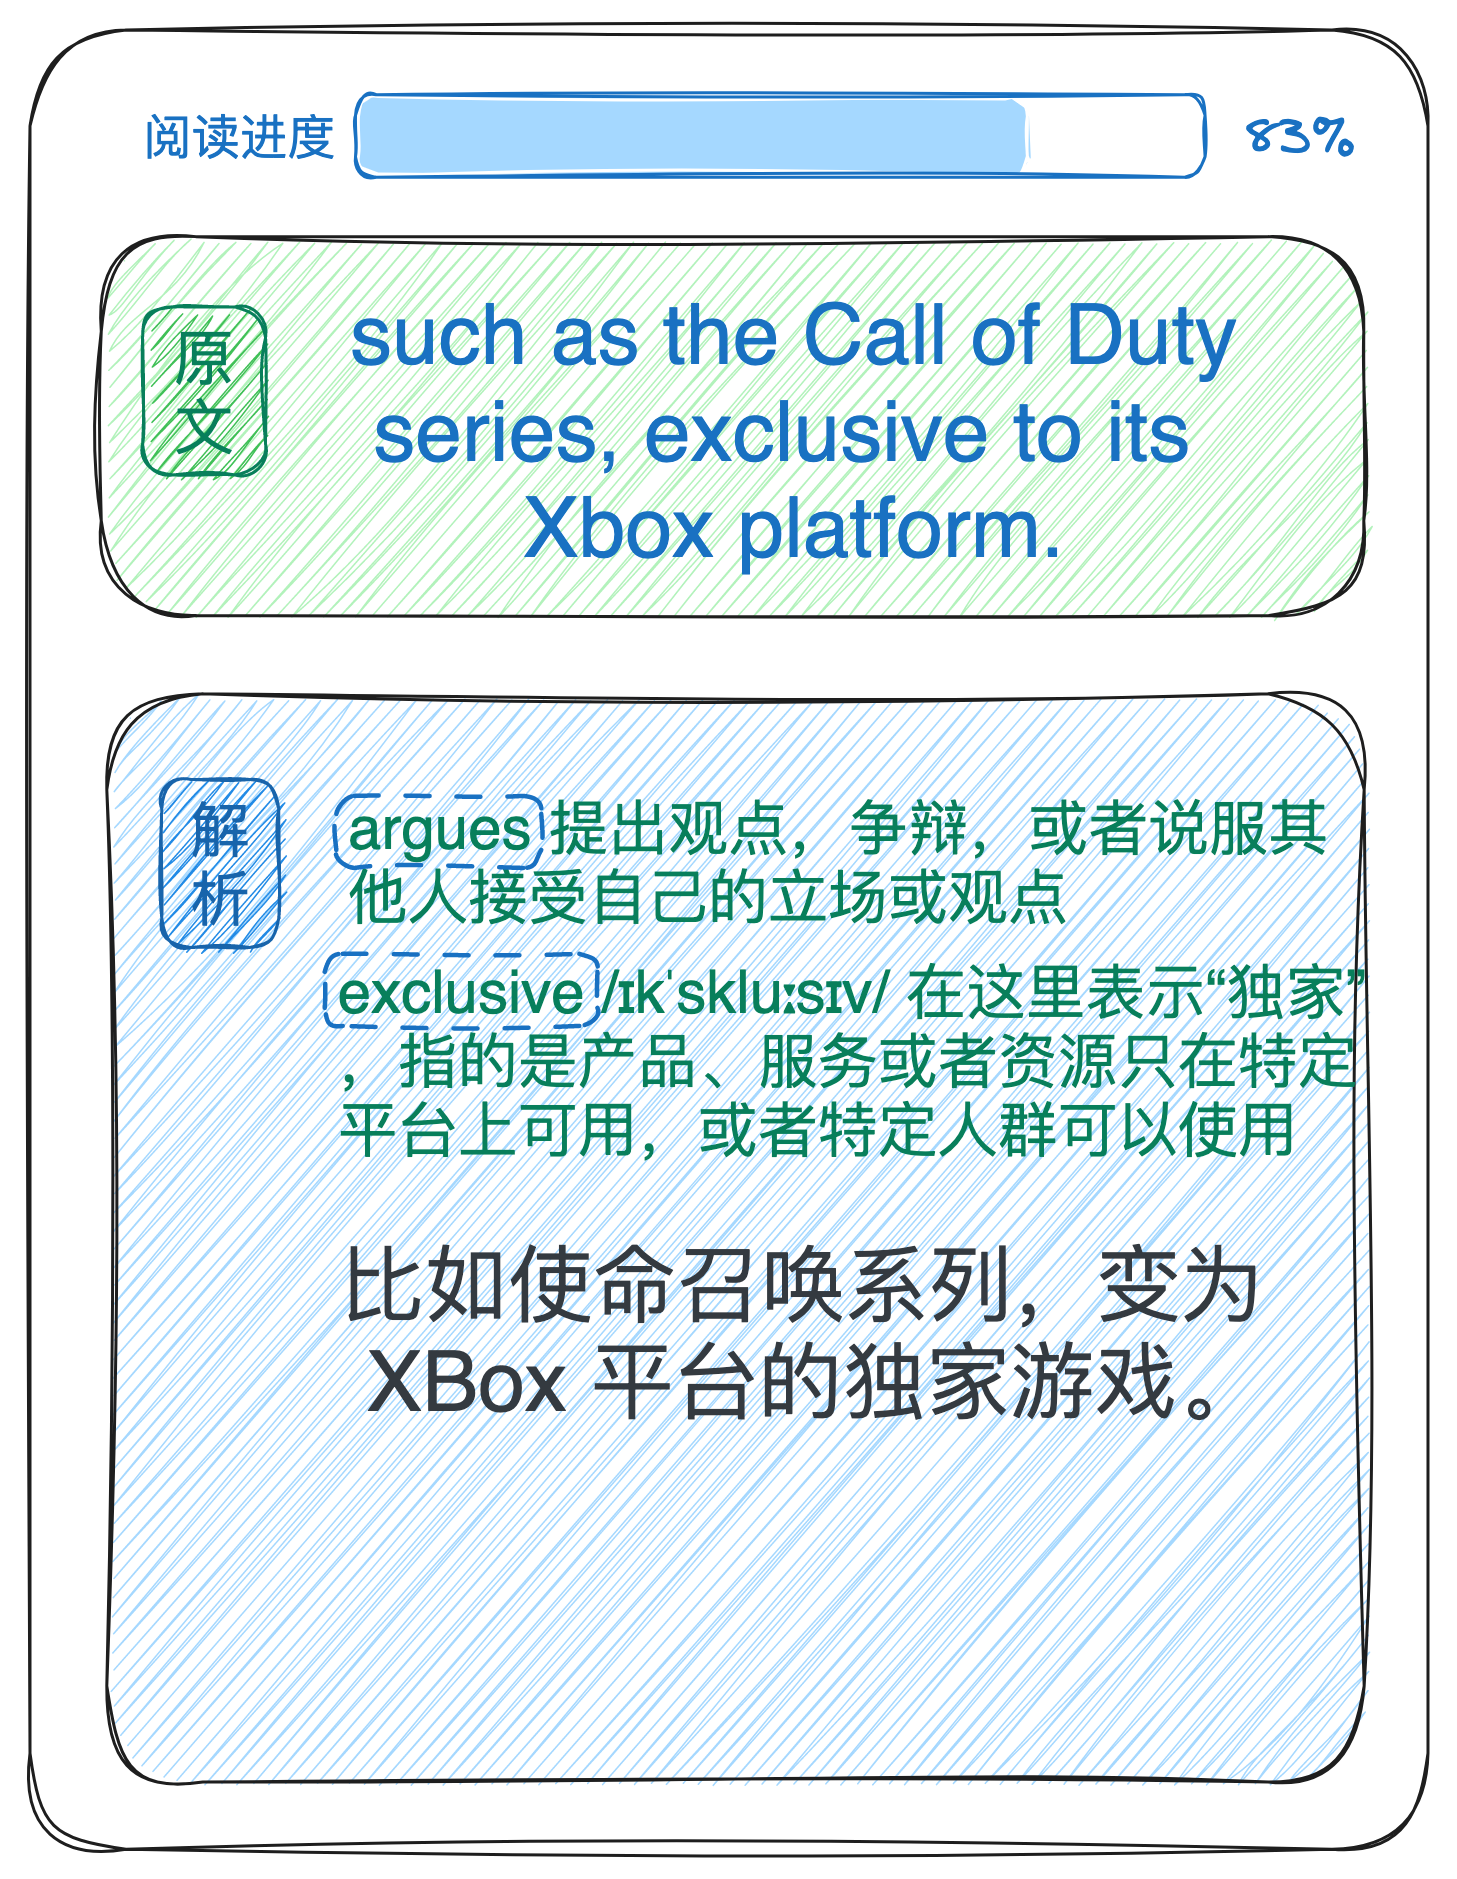 阅读进度 83%
原
文
such as the Call of Duty
series, exclusive to its
Xbox platform.
解
析
argues 提出观点，争辩，或者说服其
他人接受自己的立场或观点
exclusive /ɪkˈskluːsɪv/ 在这里表示“独家”
，指的是产品、服务或者资源只在特定
平台上可用，或者特定人群可以使用
比如使命召唤系列，变为
XBox 平台的独家游戏。